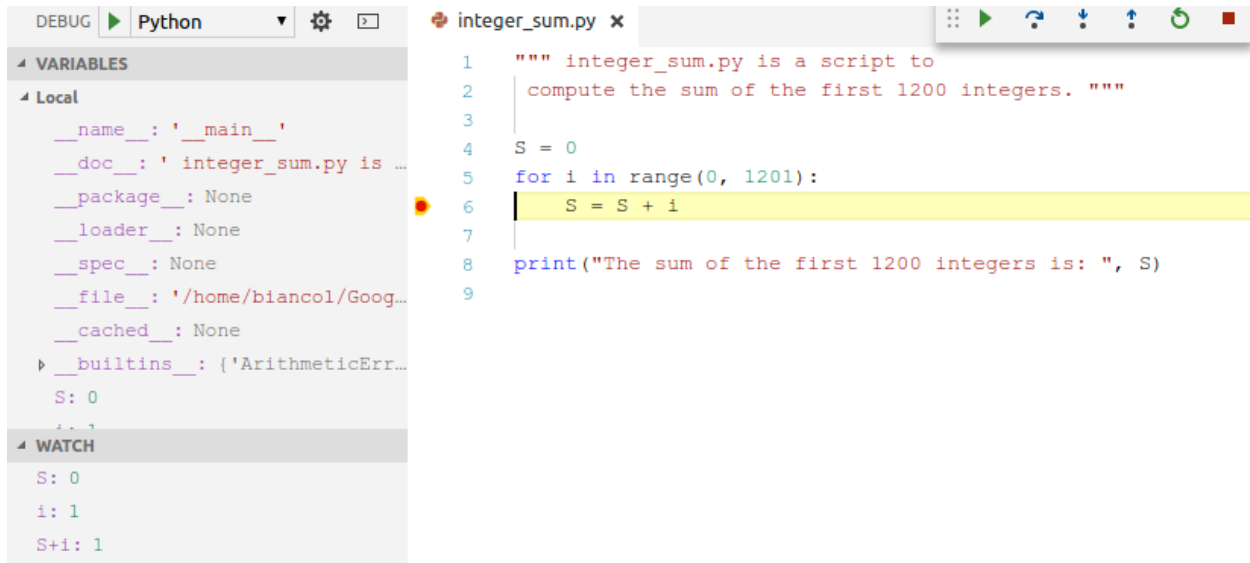 DEBUG Python
VARIABLES
Local
__name__: '__main__'
__doc__: ' integer_sum.py is …
__package__: None
__loader__: None
__spec__: None
__file__: '/home/biancol/Goog…
__cached__: None
__builtins__: {'ArithmeticErr…
S: 0
i: 1
WATCH
S: 0
i: 1
S+i: 1
integer_sum.py ×
1 """ integer_sum.py is a script to
2 compute the sum of the first 1200 integers. """
3
4 S = 0
5 for i in range(0, 1201):
6 S = S + i
7
8 print("The sum of the first 1200 integers is: ", S)
9